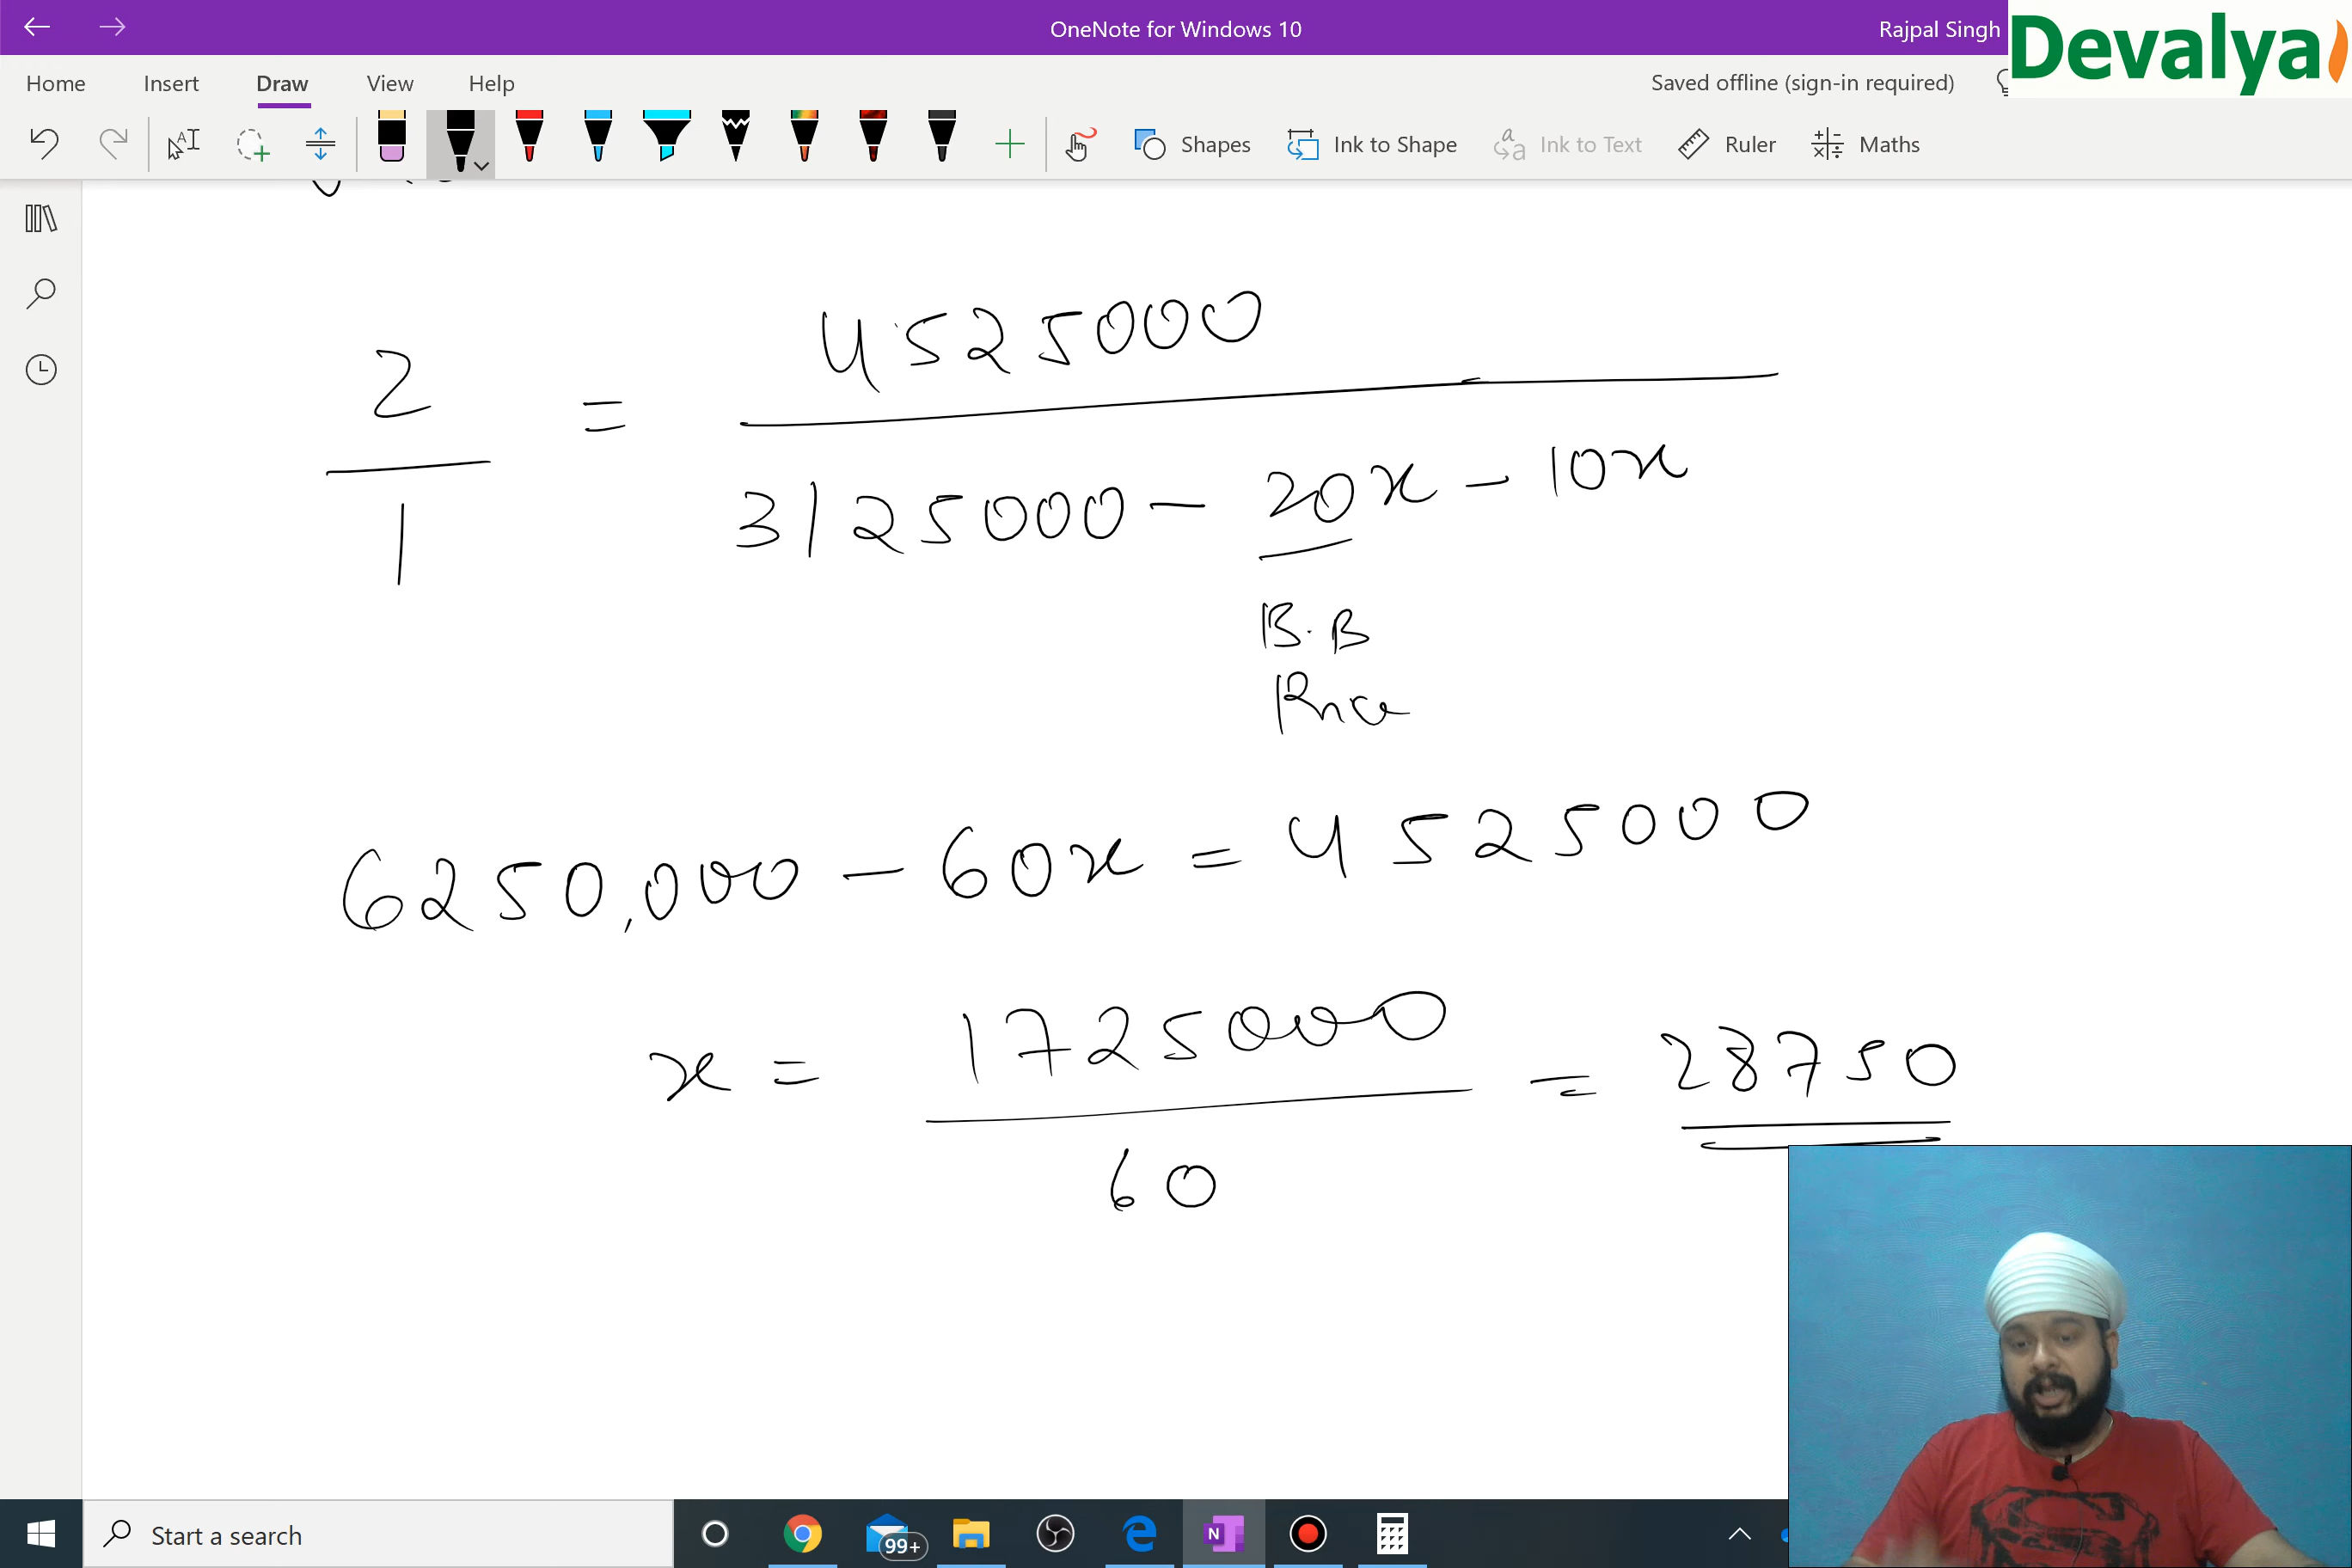 OneNote for Windows 10
Rajpal Singh
Devalya
Home Insert Draw View Help
Saved offline (sign-in required)
Shapes Ink to Shape Ink to Text Ruler Maths
2/1 = 4525000/(3125000 - 20x - 10x)
B.B
Price
6250,000 - 60x = 4525000
x = 1725000/60 = 28750
Start a search
99+